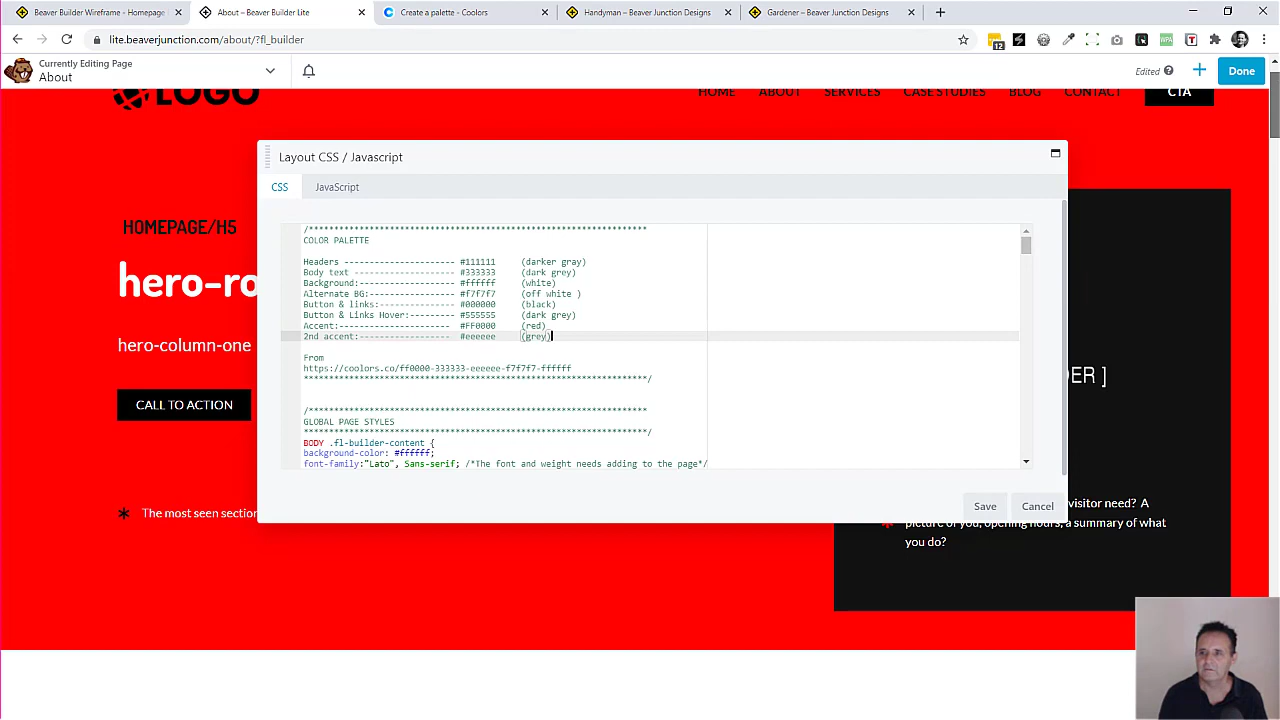 Beaver Builder Wireframe – Homepage
About – Beaver Builder Lite
Create a palette - Coolors
Handyman – Beaver Junction Designs
Gardener – Beaver Junction Designs
lite.beaverjunction.com/about/?fl_builder
12
WPA
T
Currently Editing Page
About
Edited
Done
LOGO
HOME ABOUT SERVICES CASE STUDIES BLOG CONTACT CTA
Layout CSS / Javascript
CSS JavaScript
/*************************************************************
COLOR PALETTE
Headers ---------------------- #111111 (darker gray)
Body text -------------------- #333333 (dark grey)
Background:------------------- #ffffff (white)
Alternate BG:----------------- #f7f7f7 (off white )
Button & links:--------------- #000000 (black)
Button & Links Hover:--------- #555555 (dark grey)
Accent:---------------------- #FF0000 (red)
2nd accent:------------------ #eeeeee (grey)
From
https://coolors.co/ff0000-333333-eeeeee-f7f7f7-ffffff
*************************************************************/
/*************************************************************
GLOBAL PAGE STYLES
*************************************************************/
BODY .fl-builder-content {
background-color: #ffffff;
font-family:"Lato", Sans-serif; /*The font and weight needs adding to the page*/
Save Cancel
HOMEPAGE/H5
hero-ro
hero-column-one
CALL TO ACTION
The most seen section
DER ]
visitor need? A
picture of you, opening hours, a summary of what
you do?